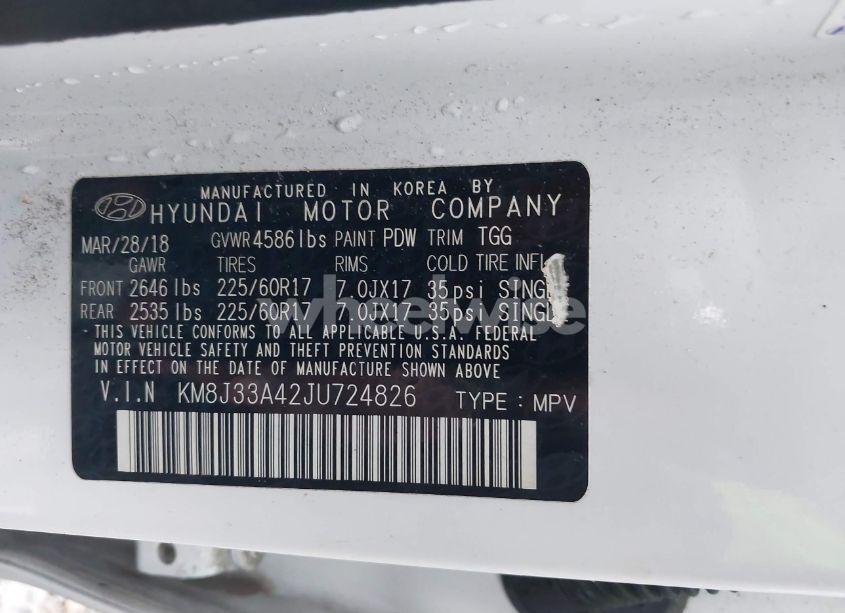 MANUFACTURED IN KOREA BY
HYUNDAI MOTOR COMPANY
MAR/28/18 GVWR 4586 lbs PAINT PDW TRIM TGG
GAWR TIRES RIMS COLD TIRE INFL
FRONT 2646 lbs 225/60R17 7.0JX17 35psi SINGL
REAR 2535 lbs 225/60R17 7.0JX17 35psi SINGL
- THIS VEHICLE CONFORMS TO ALL APPLICABLE U.S.A. FEDERAL
MOTOR VEHICLE SAFETY AND THEFT PREVENTION STANDARDS
IN EFFECT ON THE DATE OF MANUFACTURE SHOWN ABOVE
V.I.N KM8J33A42JU724826 TYPE : MPV
wheelwise